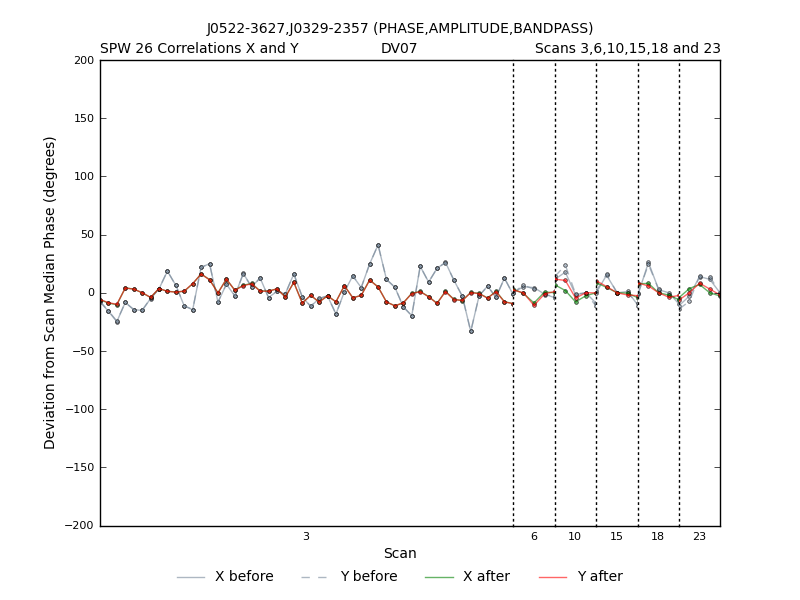 J0522-3627,J0329-2357 (PHASE,AMPLITUDE,BANDPASS)
SPW 26 Correlations X and Y DV07 Scans 3,6,10,15,18 and 23
200
150
100
50
0
−50
−100
−150
−200
Deviation from Scan Median Phase (degrees)
3 6 10 15 18 23
Scan
X before Y before X after Y after